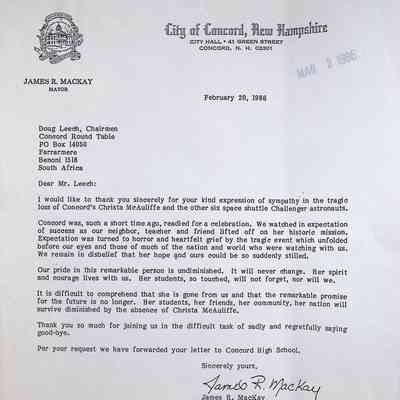 City of Concord, New Hampshire
CITY HALL • 41 GREEN STREET
CONCORD, N. H. 03301
MAR 2 1986
JAMES R. MACKAY
MAYOR
February 20, 1986
Doug Leech, Chairmen
Concord Round Table
PO Box 14050
Farrarmere
Benoni 1518
South Africa
Dear Mr. Leech:
I would like to thank you sincerely for your kind expression of sympathy in the tragic
loss of Concord's Christa McAuliffe and the other six space shuttle Challenger astronauts.
Concord was, such a short time ago, readied for a celebration. We watched in expectation
of success as our neighbor, teacher and friend lifted off on her historic mission.
Expectation was turned to horror and heartfelt grief by the tragic event which unfolded
before our eyes and those of much of the nation and world who were watching with us.
We remain in disbelief that her hope and ours could be so suddenly stilled.
Our pride in this remarkable person is undiminished. It will never change. Her spirit
and courage lives with us. Her students, so touched, will not forget, nor will we.
It is difficult to comprehend that she is gone from us and that the remarkable promise
for the future is no longer. Her students, her friends, her community, her nation will
survive diminished by the absence of Christa McAuliffe.
Thank you so much for joining us in the difficult task of sadly and regretfully saying
good-bye.
Per your request we have forwarded your letter to Concord High School.
Sincerely yours,
James R. MacKay
James R. MacKay